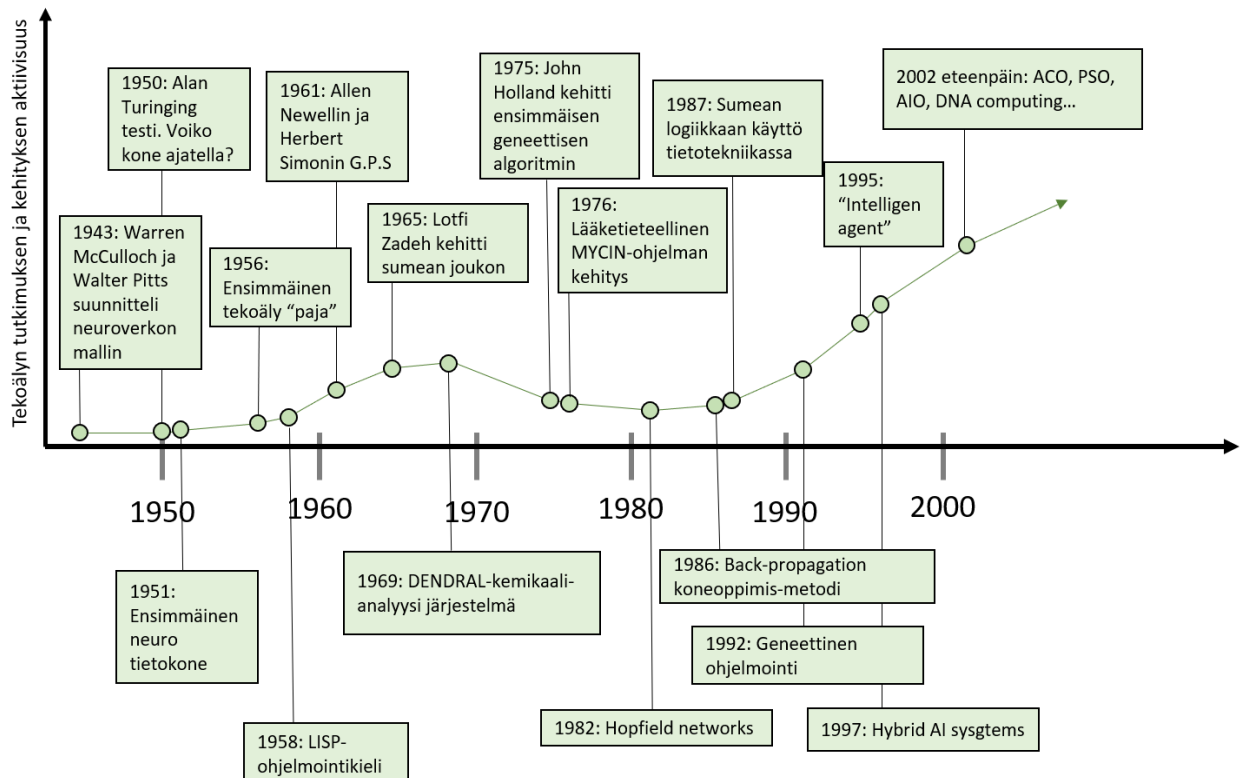 Tekoälyn tutkimuksen ja kehityksen aktiivisuus
1943: Warren
McCulloch ja
Walter Pitts
suunnitteli
neuroverkon
mallin
1950: Alan
Turinging
testi. Voiko
kone ajatella?
1956:
Ensimmäinen
tekoäly “paja”
1961: Allen
Newellin ja
Herbert
Simonin G.P.S
1965: Lotfi
Zadeh kehitti
sumean joukon
1975: John
Holland kehitti
ensimmäisen
geneettisen
algoritmin
1976:
Lääketieteellinen
MYCIN-ohjelman
kehitys
1987: Sumean
logiikkaan käyttö
tietotekniikassa
1995:
“Intelligen
agent”
2002 eteenpäin: ACO, PSO,
AIO, DNA computing…
1950
1960
1970
1980
1990
2000
1951:
Ensimmäinen
neuro
tietokone
1958: LISP-
ohjelmointikieli
1969: DENDRAL-kemikaali-
analyysi järjestelmä
1982: Hopfield networks
1986: Back-propagation
koneoppimis-metodi
1992: Geneettinen
ohjelmointi
1997: Hybrid AI sysgtems